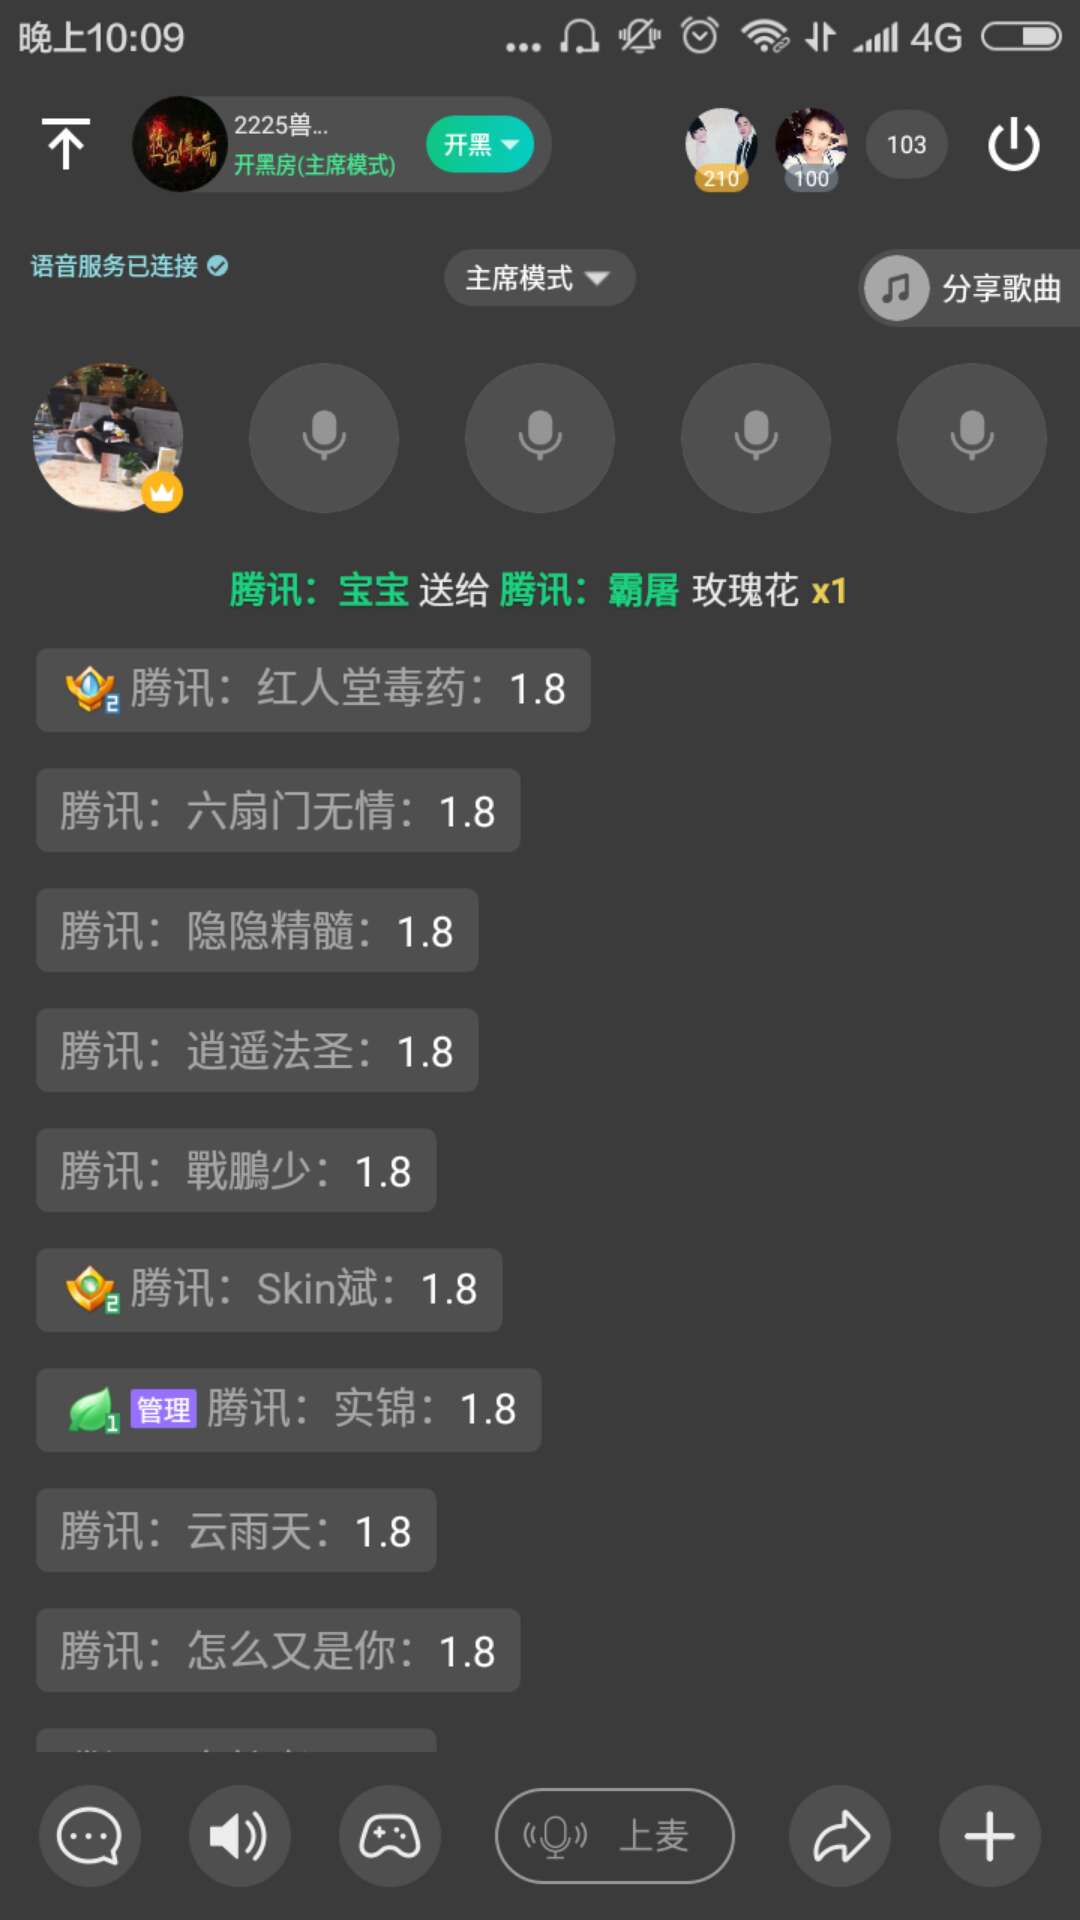 晚上10:09
4G
热血传奇
2225兽...
开黑房(主席模式)
开黑
210
100
103
语音服务已连接
主席模式
分享歌曲
腾讯：宝宝 送给 腾讯：霸屠 玫瑰花 x1
2 腾讯：红人堂毒药：1.8
腾讯：六扇门无情：1.8
腾讯：隐隐精髓：1.8
腾讯：逍遥法圣：1.8
腾讯：戰鵬少：1.8
2 腾讯：Skin斌：1.8
1 管理 腾讯：实锦：1.8
腾讯：云雨天：1.8
腾讯：怎么又是你：1.8
上麦